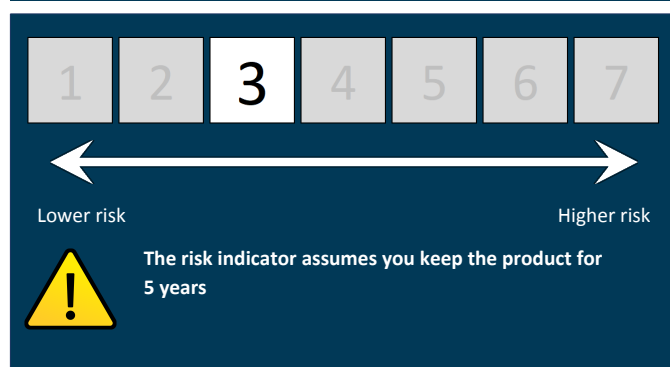 1 2 3 4 5 6 7
Lower risk Higher risk
The risk indicator assumes you keep the product for
5 years